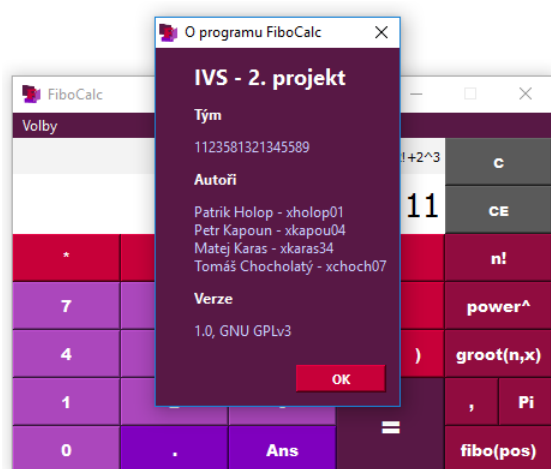 O programu FiboCalc
IVS - 2. projekt
Tým
1123581321345589
Autoři
Patrik Holop - xholop01
Petr Kapoun - xkapou04
Matej Karas - xkaras34
Tomáš Chocholatý - xchoch07
Verze
1.0, GNU GPLv3
OK
FiboCalc
Volby
!+2^3
11
C
CE
*
n!
7
power^
4
)
groot(n,x)
1
=
,
Pi
0
.
Ans
fibo(pos)